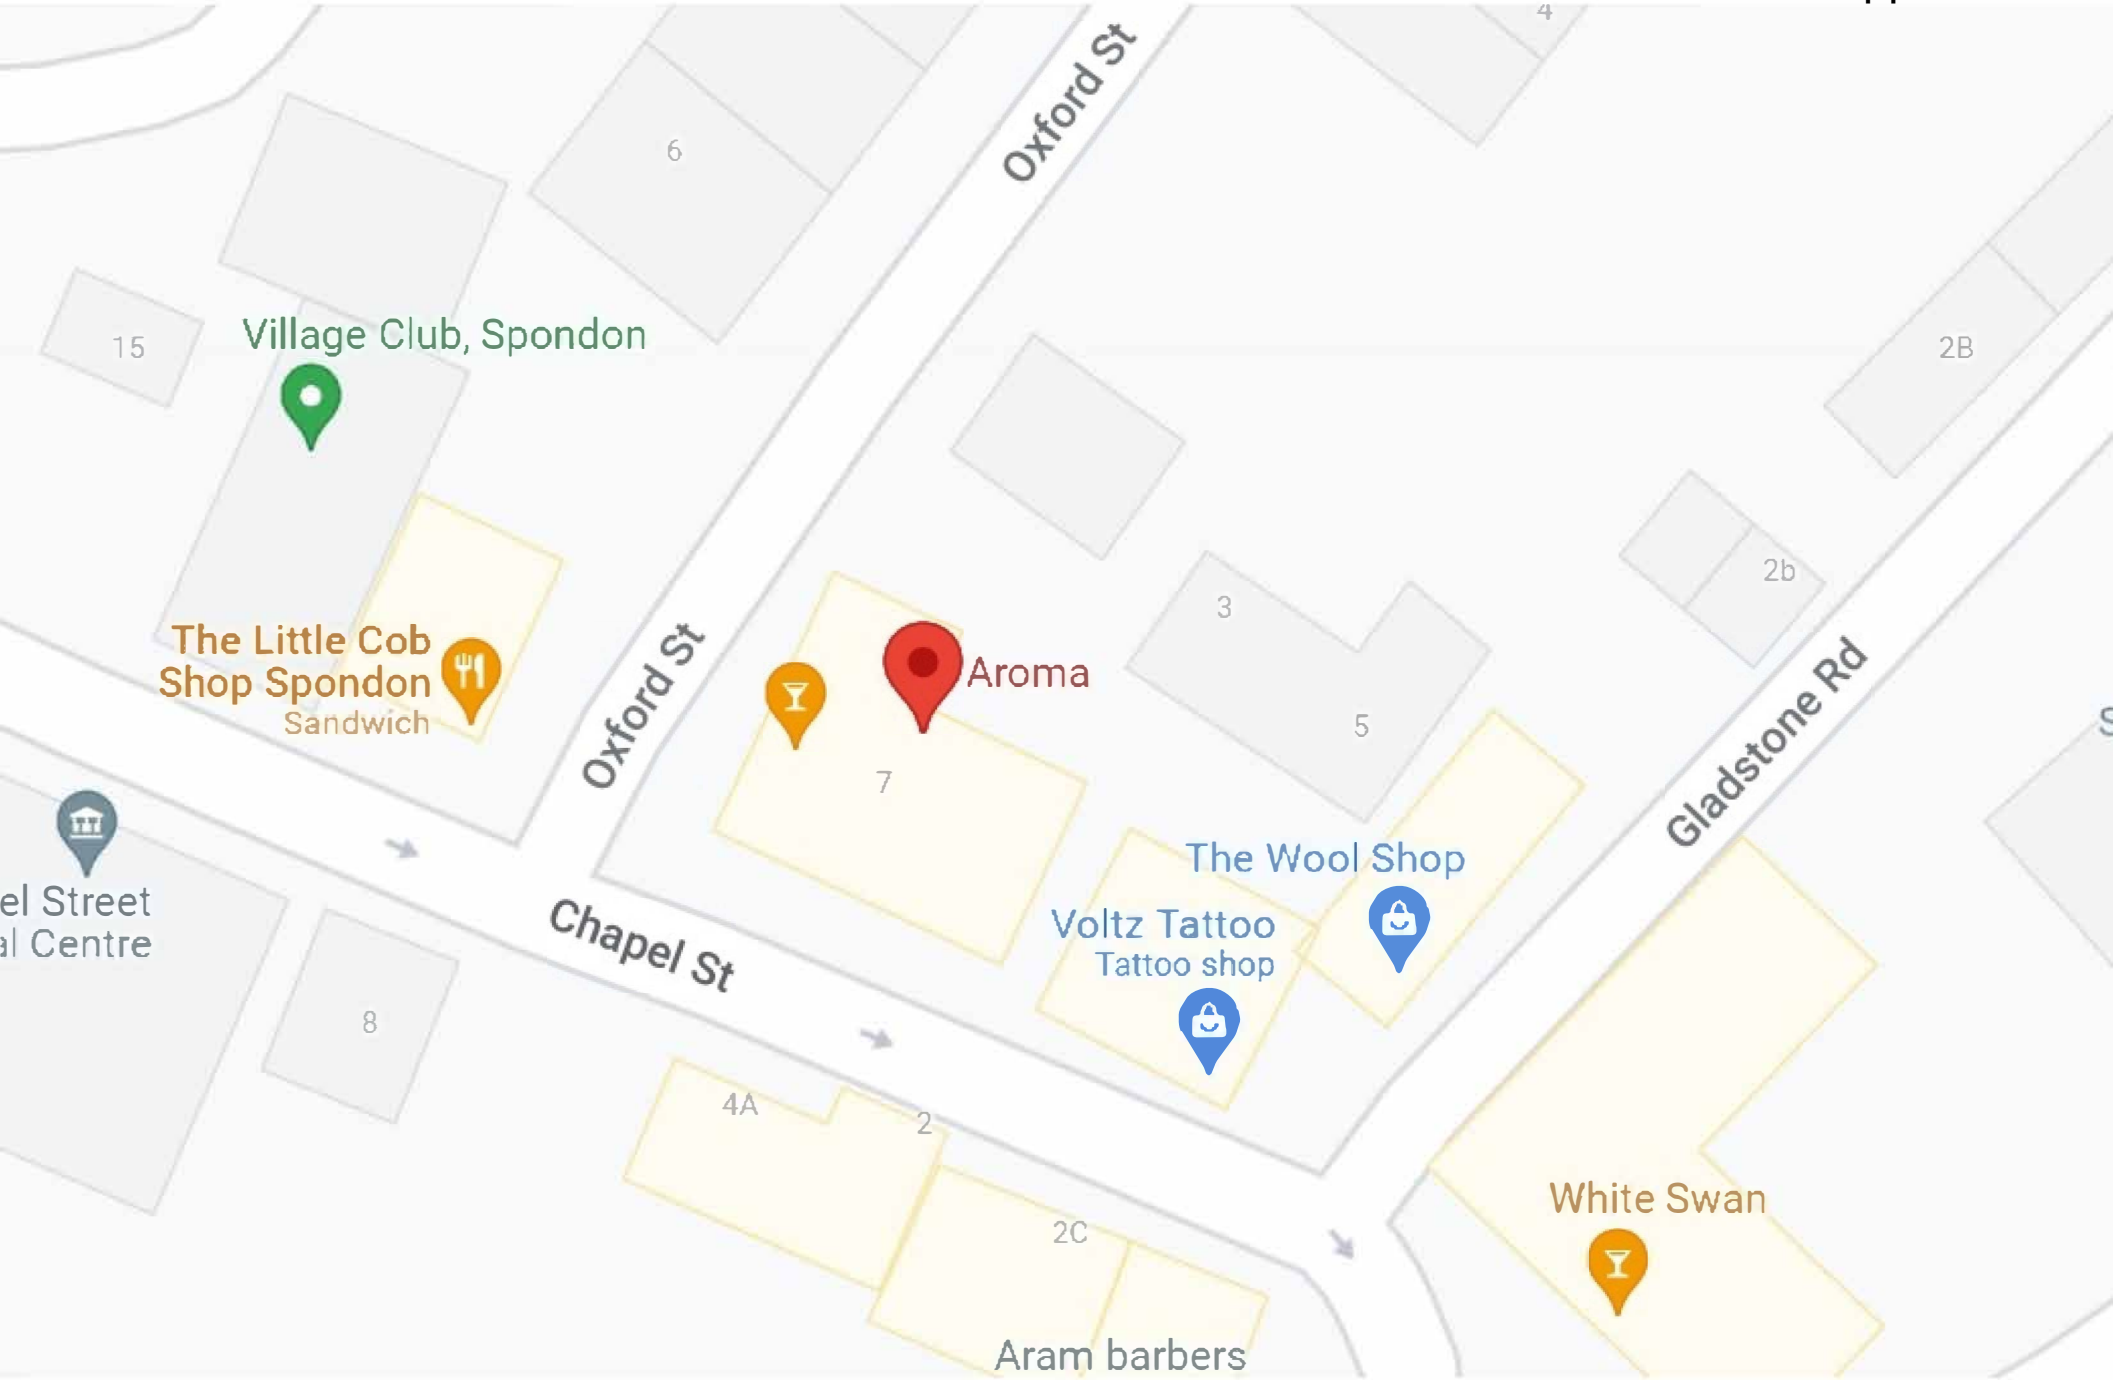 4
Oxford St
6
Village Club, Spondon
15
2B
2b
3
The Little Cob
Shop Spondon
Sandwich
Oxford St
Aroma
5
7
Gladstone Rd
The Wool Shop
Voltz Tattoo
Tattoo shop
el Street
al Centre
Chapel St
8
4A
2
2C
White Swan
Aram barbers